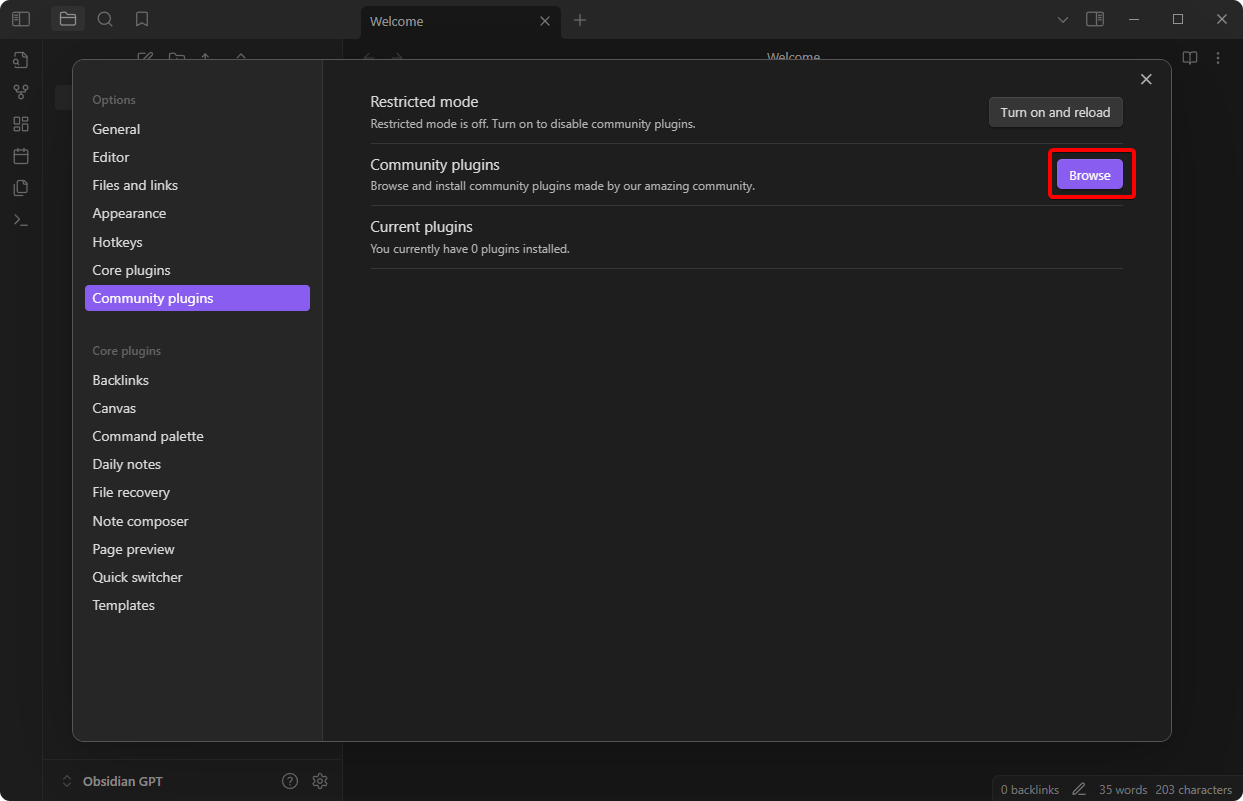 Welcome
Welcome
Options
General
Editor
Files and links
Appearance
Hotkeys
Core plugins
Community plugins
Core plugins
Backlinks
Canvas
Command palette
Daily notes
File recovery
Note composer
Page preview
Quick switcher
Templates
Restricted mode
Restricted mode is off. Turn on to disable community plugins.
Turn on and reload
Community plugins
Browse and install community plugins made by our amazing community.
Browse
Current plugins
You currently have 0 plugins installed.
Obsidian GPT
0 backlinks 35 words 203 characters